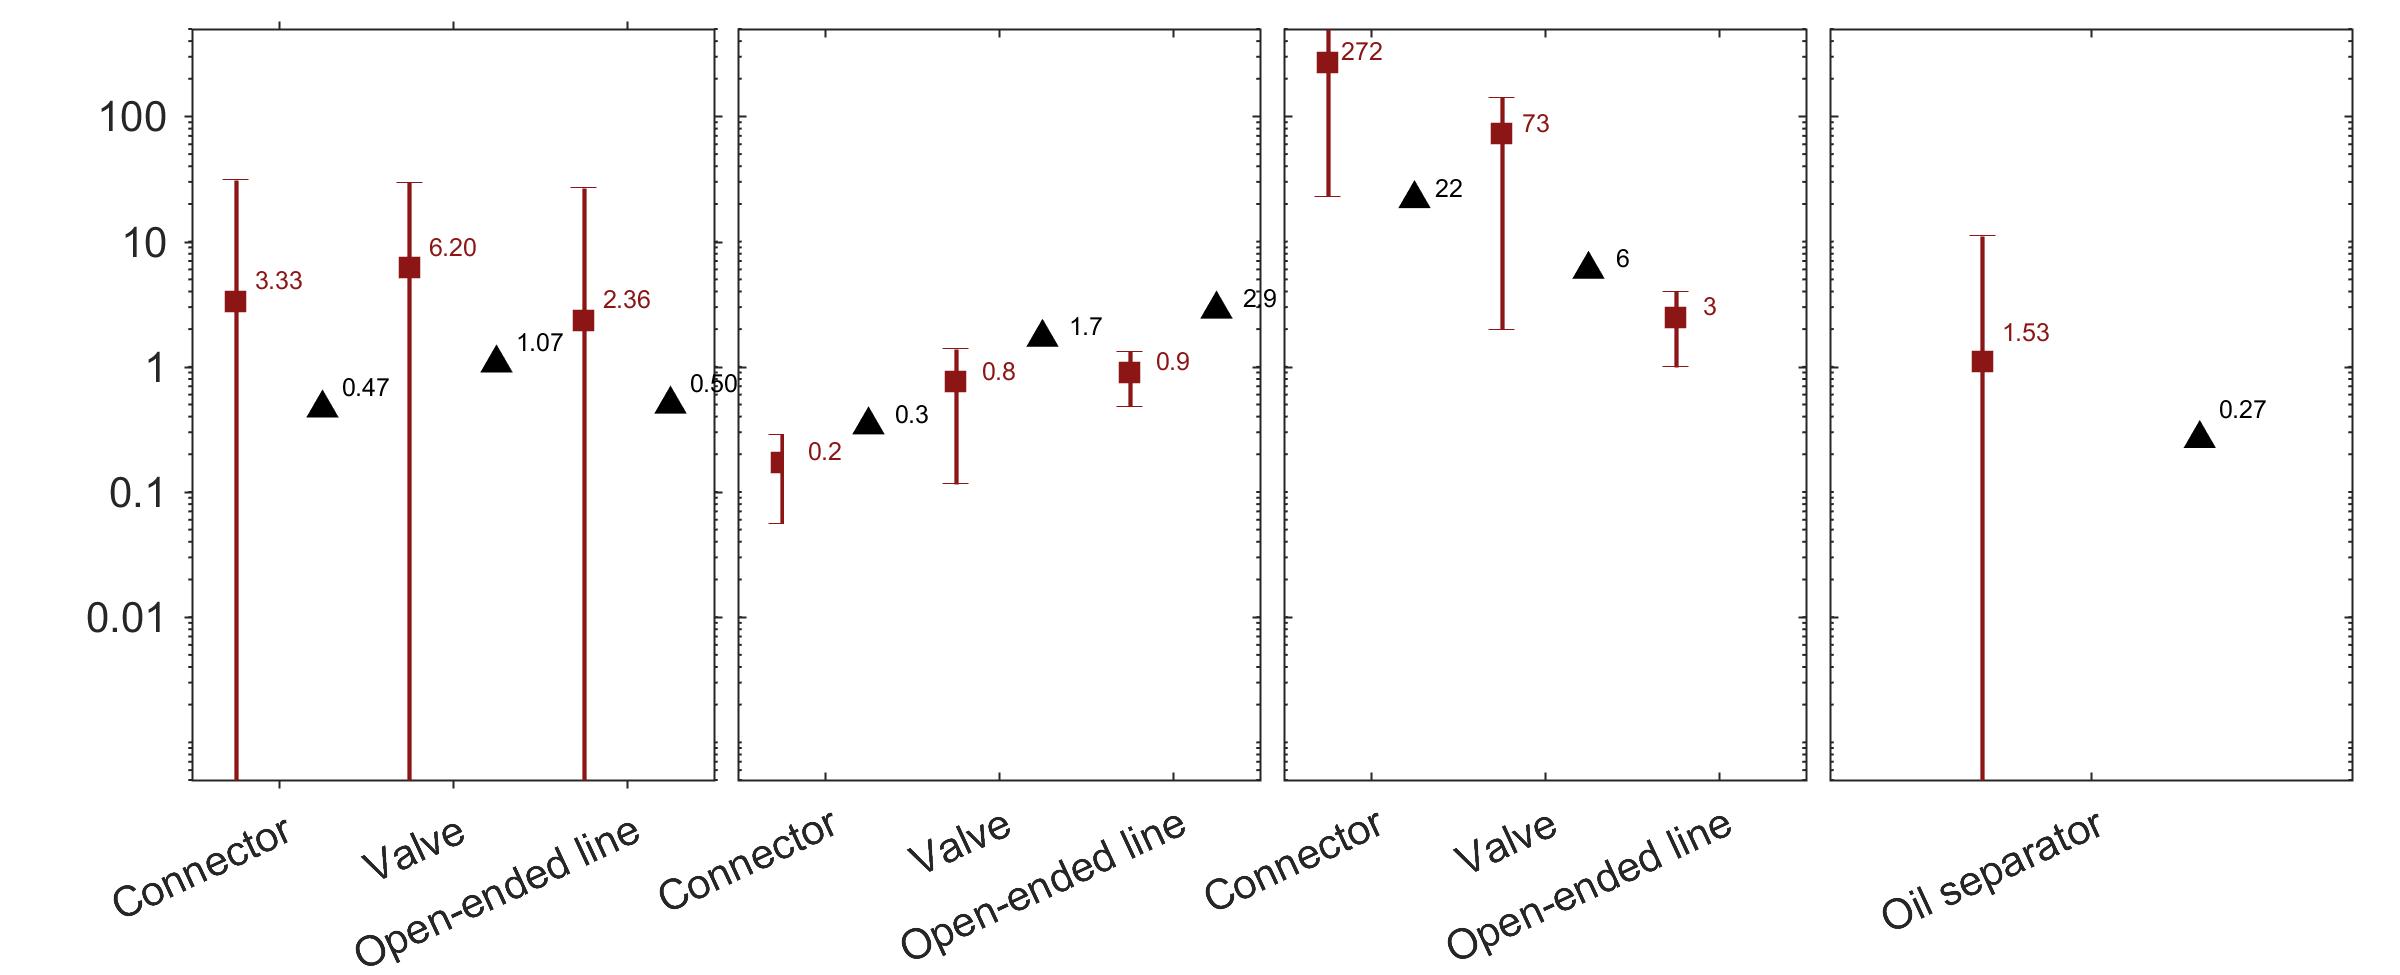 100
10
1
0.1
0.01
3.33
0.47
6.20
1.07
2.36
0.50
0.2
0.3
0.8
1.7
0.9
2.9
272
22
73
6
3
1.53
0.27
Connector
Valve
Open-ended line
Connector
Valve
Open-ended line
Connector
Valve
Open-ended line
Oil separator